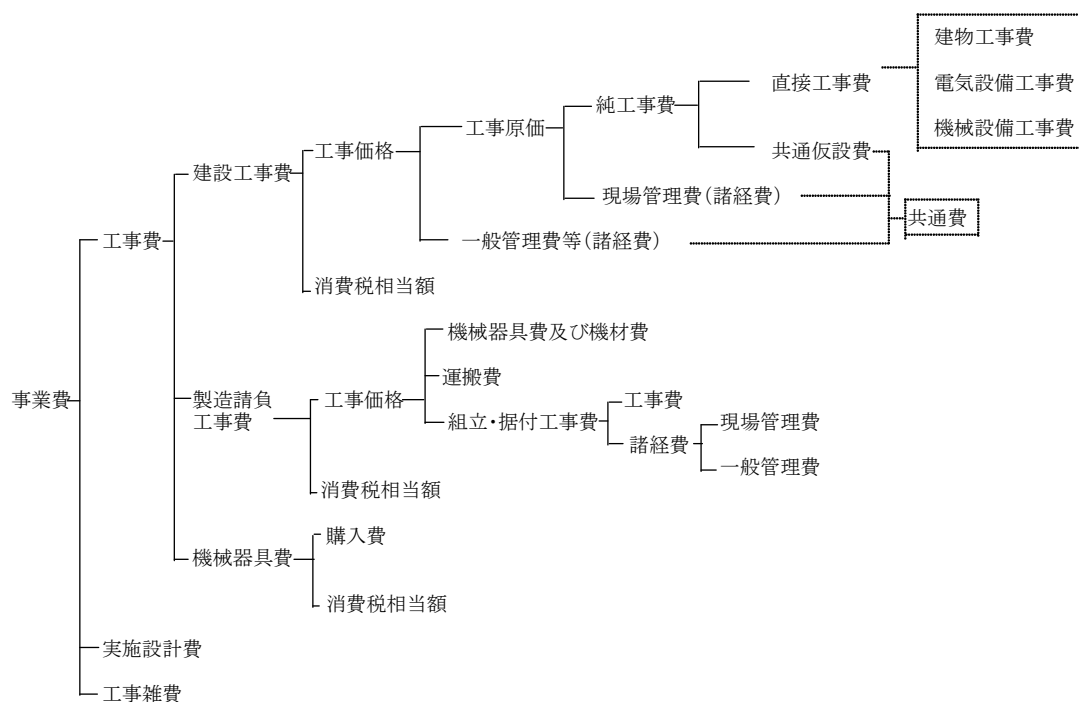 建物工事費
直接工事費
電気設備工事費
純工事費
機械設備工事費
工事原価
工事価格
共通仮設費
建設工事費
現場管理費(諸経費)
共通費
工事費
一般管理費等(諸経費)
消費税相当額
機械器具費及び機材費
運搬費
事業費
製造請負
工事費
工事価格
工事費
組立・据付工事費
現場管理費
諸経費
一般管理費
消費税相当額
購入費
機械器具費
消費税相当額
実施設計費
工事雑費